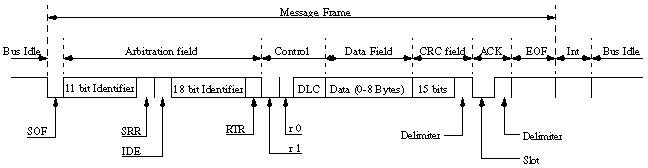 Message Frame
Bus Idle Arbitration field Control Data Field CRC field ACK EOF Int Bus Idle
11 bit Identifier 18 bit Identifier DLC Data (0-8 Bytes) 15 bits
SOF SRR RTR r 0 Delimiter Delimiter
IDE r 1 Slot